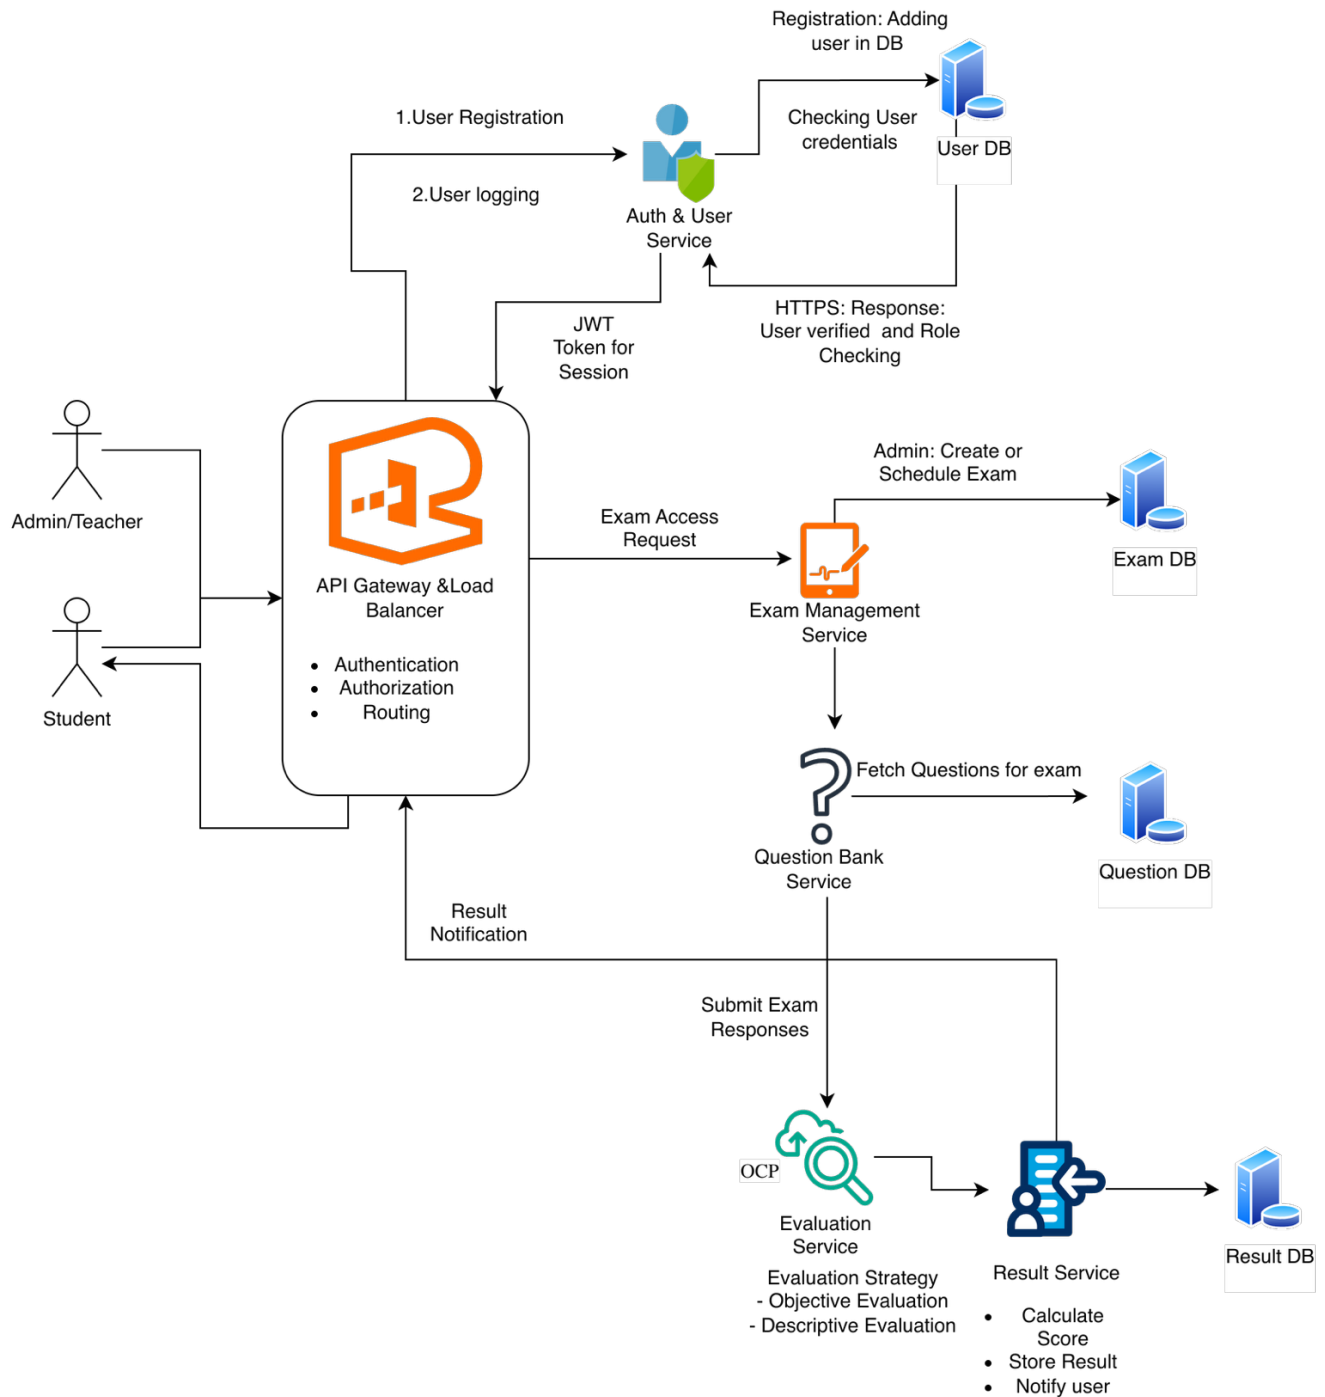 Registration: Adding
user in DB
1.User Registration
Checking User
credentials
User DB
2.User logging
Auth & User
Service
HTTPS: Response:
User verified and Role
Checking
JWT
Token for
Session
Admin/Teacher
Admin: Create or
Schedule Exam
Exam Access
Request
Exam DB
API Gateway &Load
Balancer
Exam Management
Service
• Authentication
• Authorization
• Routing
Student
Fetch Questions for exam
Question Bank
Service
Question DB
Result
Notification
Submit Exam
Responses
OCP
Evaluation
Service
Evaluation Strategy
- Objective Evaluation
- Descriptive Evaluation
Result Service
• Calculate
Score
• Store Result
• Notify user
Result DB